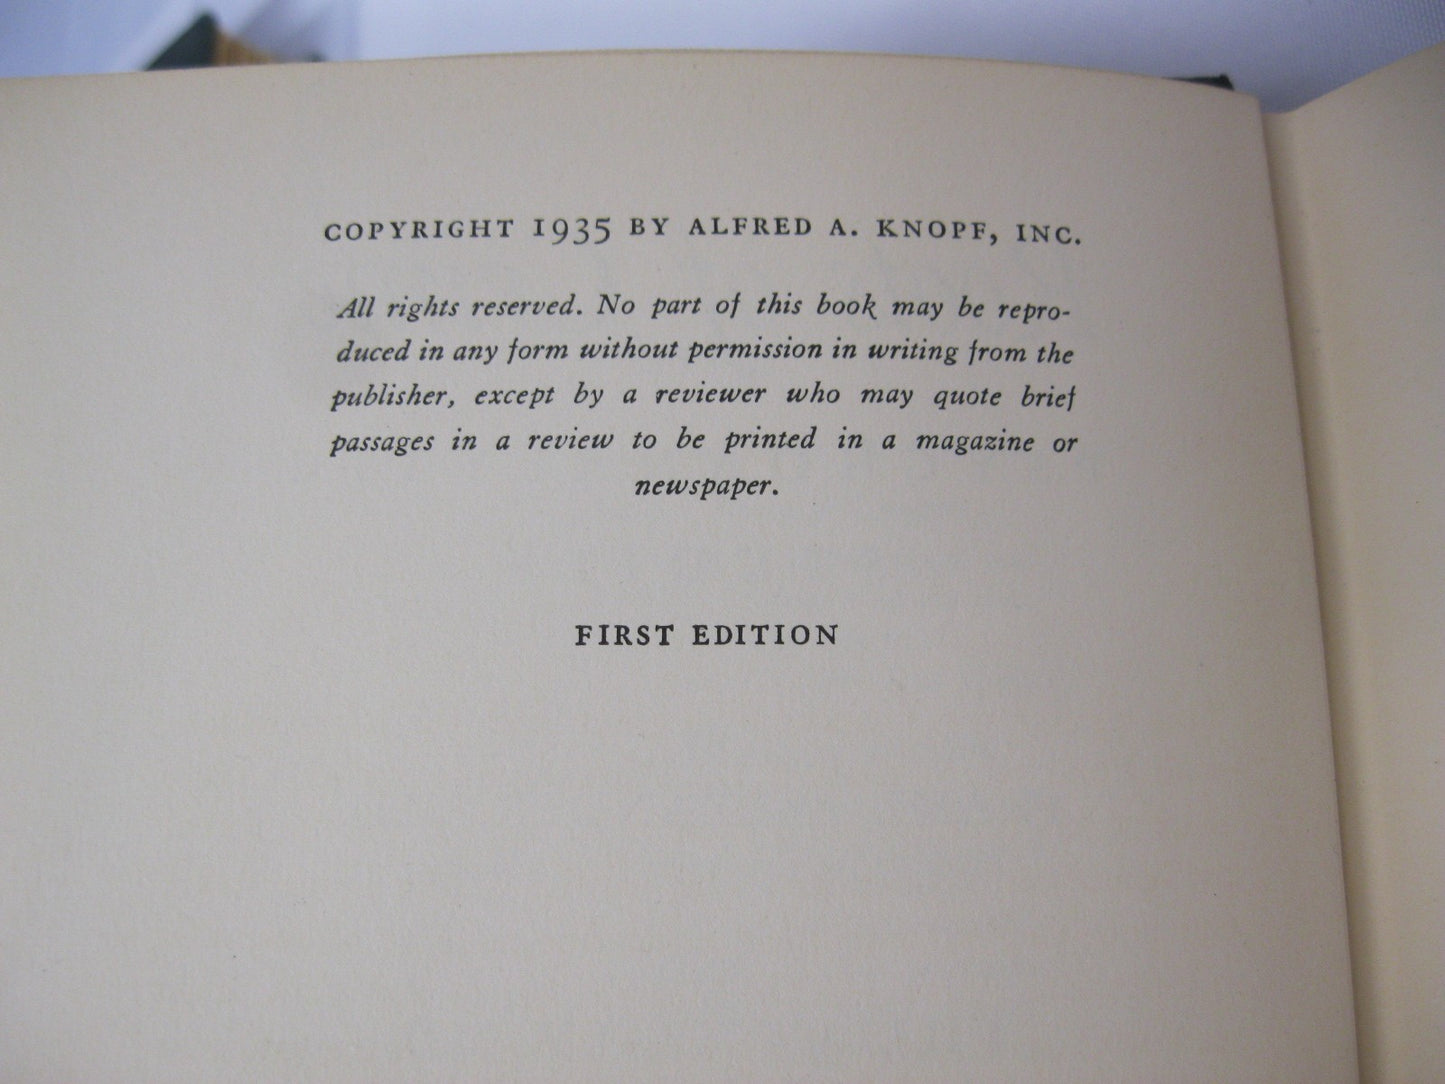 COPYRIGHT 1935 BY ALFRED A. KNOPF, INC.
All rights reserved. No part of this book may be repro-
duced in any form without permission in writing from the
publisher, except by a reviewer who may quote brief
passages in a review to be printed in a magazine or
newspaper.
FIRST EDITION